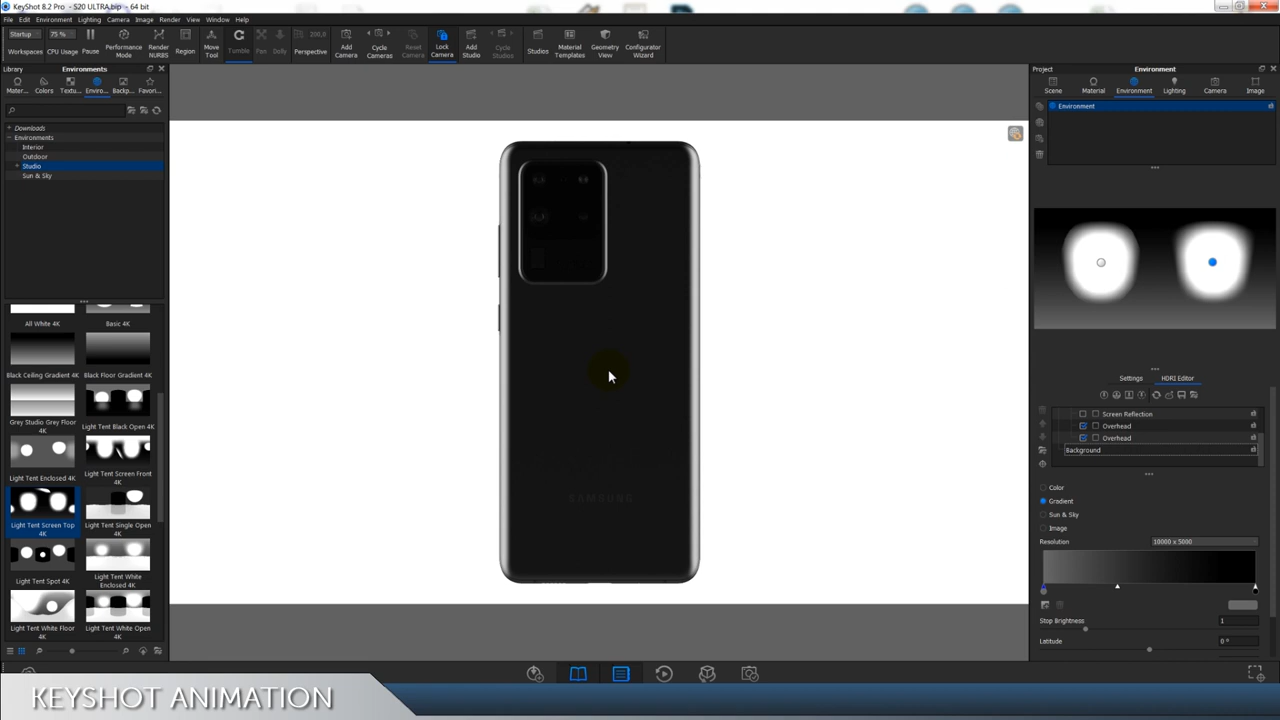 KeyShot 8.2 Pro - S20 ULTRA.bip - 64 bit
File Edit Environment Lighting Camera Image Render View Window Help
Startup 75 % 200.0
Workspaces CPU Usage Pause Performance Mode Render NURBS Region Move Tool Tumble Pan Dolly Perspective Add Camera Cycle Cameras Reset Camera Lock Camera Add Studio Cycle Studios Studios Material Templates Geometry View Configurator Wizard
Library Environments
Mater... Colors Textu... Enviro... Backp... Favori...
Downloads
Environments
Interior
Outdoor
Studio
Sun & Sky
All White 4K Basic 4K
Black Ceiling Gradient 4K Black Floor Gradient 4K
Grey Studio Grey Floor 4K Light Tent Black Open 4K
Light Tent Enclosed 4K Light Tent Screen Front 4K
Light Tent Screen Top 4K Light Tent Single Open 4K
Light Tent Spot 4K Light Tent White Enclosed 4K
Light Tent White Floor 4K Light Tent White Open 4K
SAMSUNG
Project Environment
Scene Material Environment Lighting Camera Image
Environment
Settings HDRI Editor
Screen Reflection
Overhead
Overhead
Background
Color
Gradient
Sun & Sky
Image
Resolution 10000 x 5000
Stop Brightness 1
Latitude 0 °
KEYSHOT ANIMATION